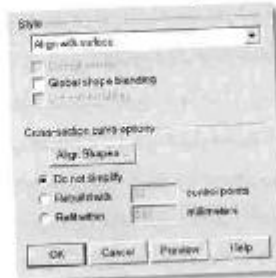 Style
Align with surface
Global shape blending
Cross-section curve options
Align Shapes...
Do not simplify
Rebuild with control points
Refit within millimeters
OK Cancel Preview Help